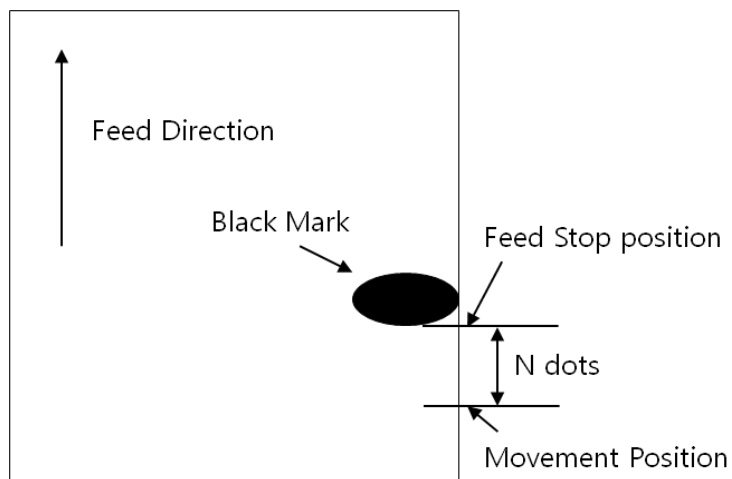 Feed Direction
Black Mark
Feed Stop position
N dots
Movement Position